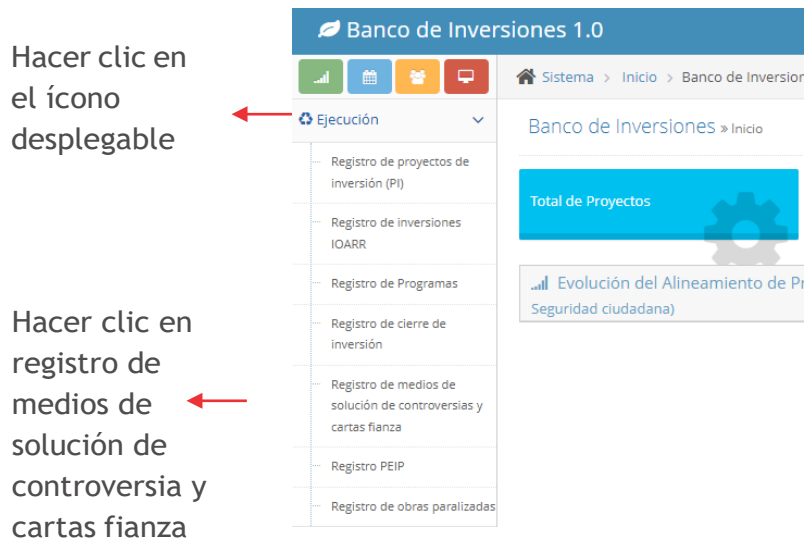 Hacer clic en
el ícono
desplegable
Hacer clic en
registro de
medios de
solución de
controversia y
cartas fianza
Banco de Inversiones 1.0
Ejecución
Registro de proyectos de
inversión (PI)
Registro de inversiones
IOARR
Registro de Programas
Registro de cierre de
inversión
Registro de medios de
solución de controversias y
cartas fianza
Registro PEIP
Registro de obras paralizadas
Sistema > Inicio > Banco de Inversion
Banco de Inversiones » Inicio
Total de Proyectos
Evolución del Alineamiento de Pr
Seguridad ciudadana)